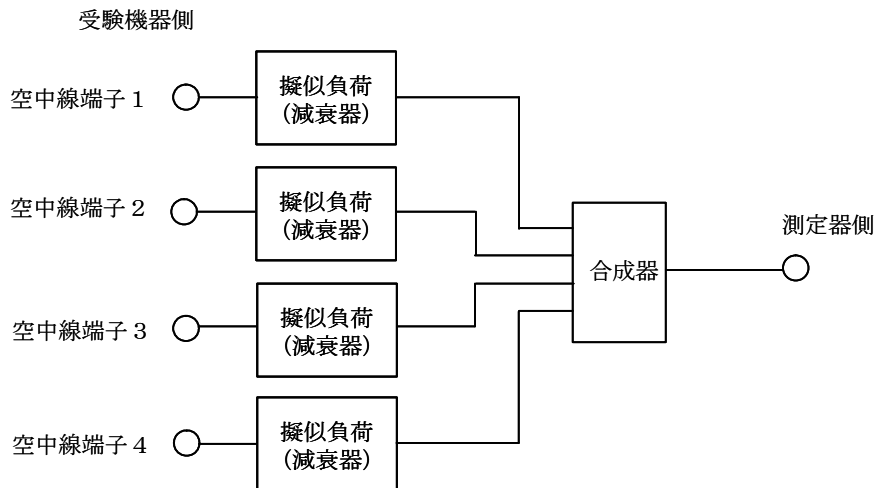 受験機器側
空中線端子1
擬似負荷
(減衰器)
空中線端子2
擬似負荷
(減衰器)
測定器側
合成器
空中線端子3
擬似負荷
(減衰器)
空中線端子4
擬似負荷
(減衰器)